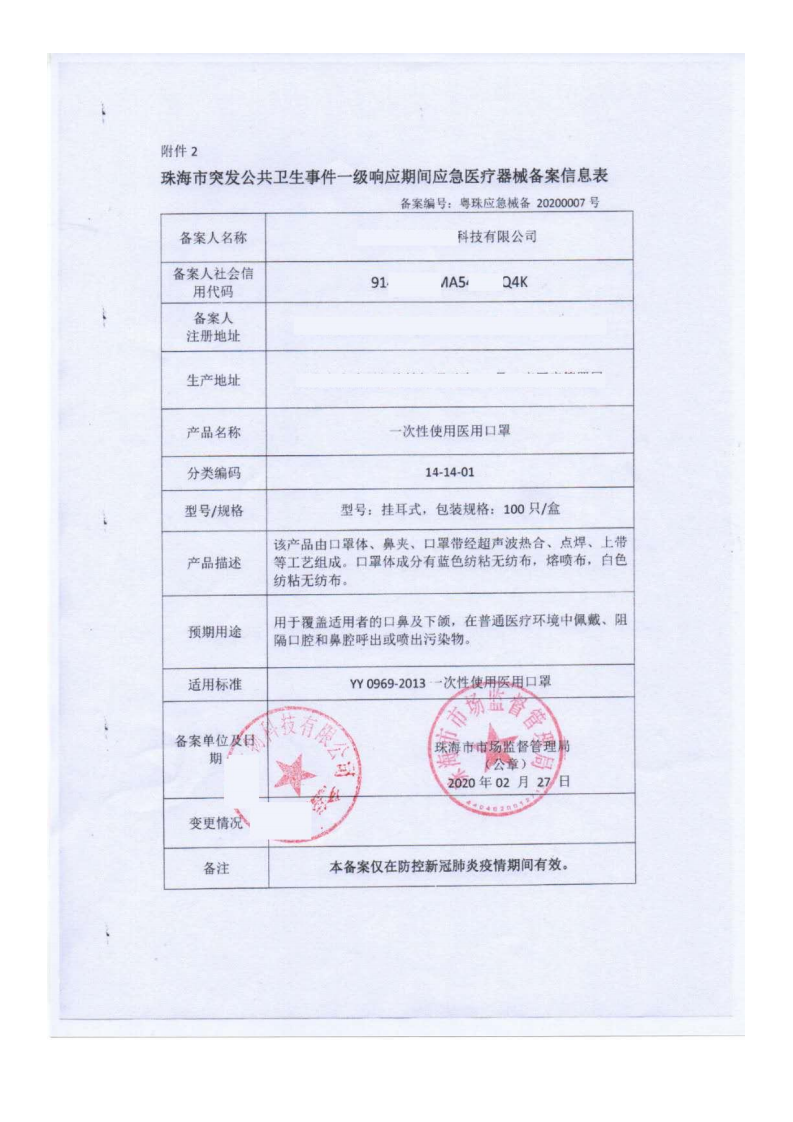 附件 2
珠海市突发公共卫生事件一级响应期间应急医疗器械备案信息表
备案编号：粤珠应急械备 20200007 号
备案人名称
科技有限公司
备案人社会信
用代码
91 MA54 Q4K
备案人
注册地址
生产地址
产品名称
一次性使用医用口罩
分类编码
14-14-01
型号/规格
型号：挂耳式，包装规格：100 只/盒
产品描述
该产品由口罩体、鼻夹、口罩带经超声波热合、点焊、上带
等工艺组成。口罩体成分有蓝色纺粘无纺布，熔喷布，白色
纺粘无纺布。
预期用途
用于覆盖适用者的口鼻及下颌，在普通医疗环境中佩戴、阻
隔口腔和鼻腔呼出或喷出污染物。
适用标准
YY 0969-2013 一次性使用医用口罩
备案单位及日
期
科技有限公司
珠海市市场监督管理局
珠海市市场监督管理局
（公章）
2020 年 02 月 27 日
变更情况
备注
本备案仅在防控新冠肺炎疫情期间有效。